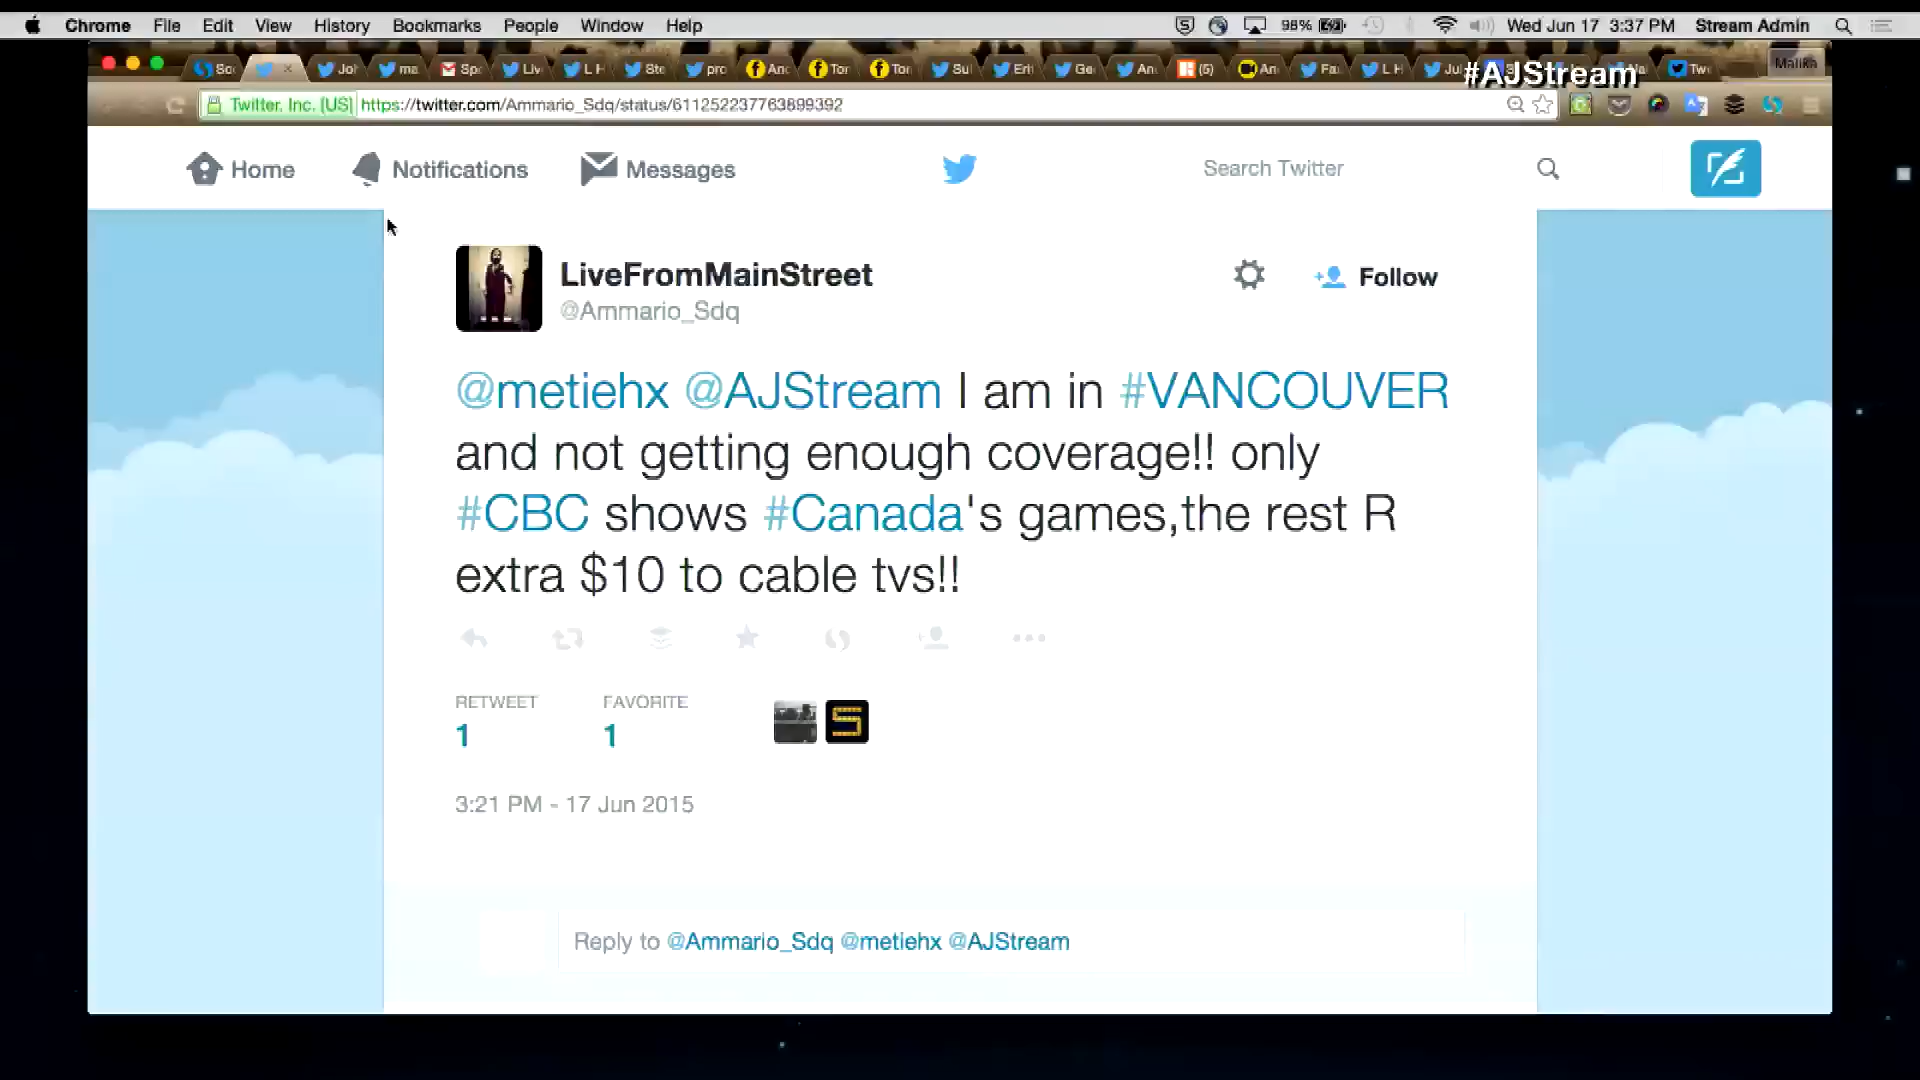 Chrome File Edit View History Bookmarks People Window Help 98% Wed Jun 17 3:37 PM Stream Admin
Malika
#AJStream
Twitter, Inc. [US] https://twitter.com/Ammario_Sdq/status/611252237763899392
Home Notifications Messages Search Twitter
LiveFromMainStreet
@Ammario_Sdq
Follow
@metiehx @AJStream I am in #VANCOUVER
and not getting enough coverage!! only
#CBC shows #Canada's games,the rest R
extra $10 to cable tvs!!
RETWEET FAVORITE
1 1
S
3:21 PM - 17 Jun 2015
Reply to @Ammario_Sdq @metiehx @AJStream